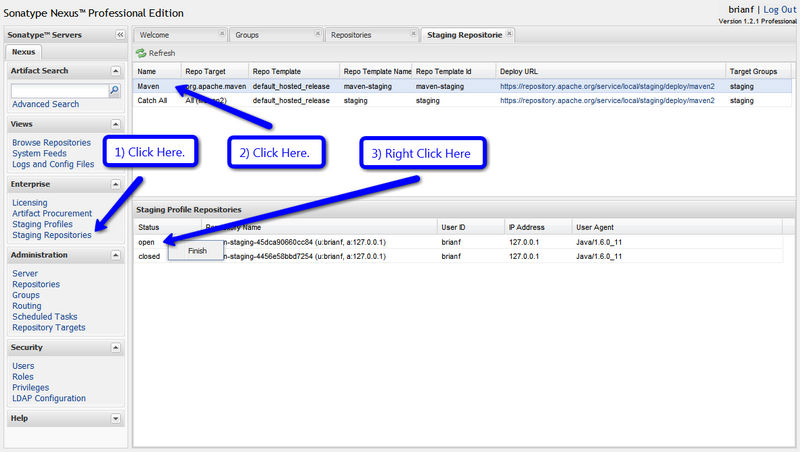 Sonatype Nexus™ Professional Edition
brianf | Log Out
Version 1.2.1 Professional
Sonatype™ Servers
Nexus
Artifact Search
Advanced Search
Views
Browse Repositories
System Feeds
Logs and Config Files
Enterprise
Licensing
Artifact Procurement
Staging Profiles
Staging Repositories
Administration
Server
Repositories
Groups
Routing
Scheduled Tasks
Repository Targets
Security
Users
Roles
Privileges
LDAP Configuration
Help
Welcome Groups Repositories Staging Repositorie
Refresh
Name Repo Target Repo Template Repo Template Name Repo Template Id Deploy URL Target Groups
Maven org.apache.maven default_hosted_release maven-staging maven-staging https://repository.apache.org/service/local/staging/deploy/maven2 staging
Catch All All (Maven2) default_hosted_release staging staging https://repository.apache.org/service/local/staging/deploy/maven2 staging
1) Click Here. 2) Click Here. 3) Right Click Here
Staging Profile Repositories
Status Repository Name User ID IP Address User Agent
open n-staging-45dca90660cc84 (u:brianf, a:127.0.0.1) brianf 127.0.0.1 Java/1.6.0_11
closed n-staging-4456e58bbd7254 (u:brianf, a:127.0.0.1) brianf 127.0.0.1 Java/1.6.0_11
Finish